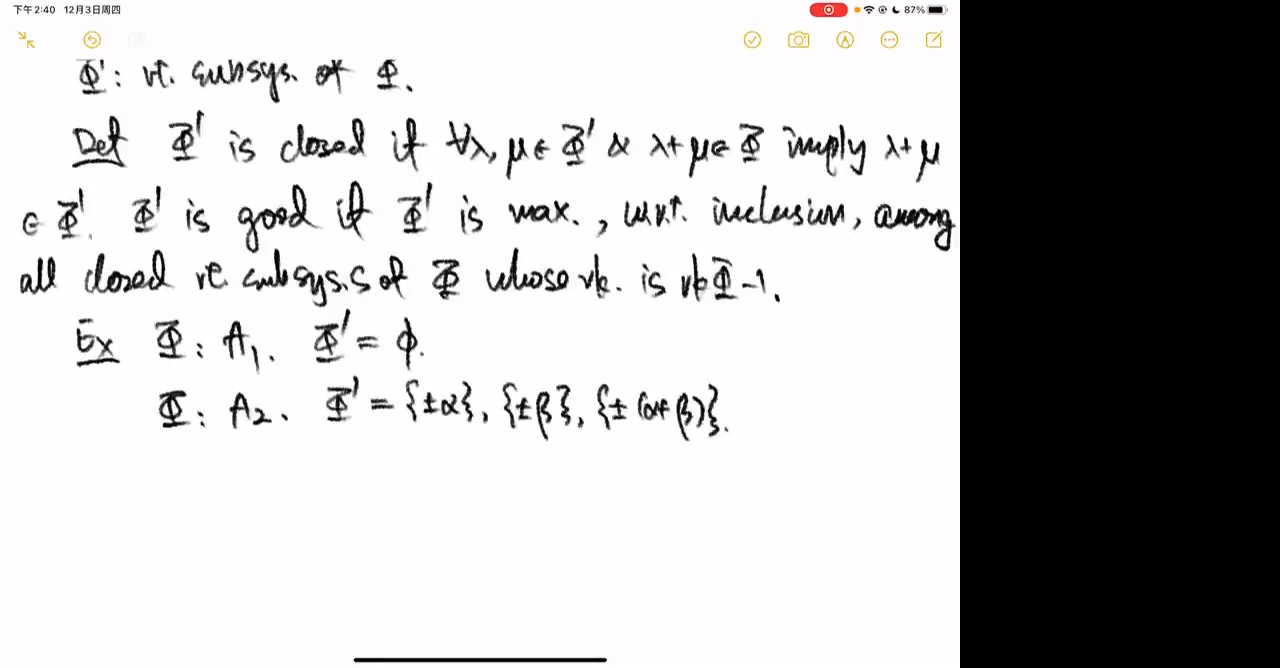 下午2:40 12月3日周四
87%
Φ': rt. subsys. of Φ.
Def Φ' is closed if ∀λ, μ ∈ Φ' & λ+μ ∈ Φ imply λ+μ
∈ Φ'. Φ' is good if Φ' is max., w.r.t. inclusion, among
all closed rt. subsys.s of Φ whose rk. is rkΦ-1.
Ex Φ: A₁. Φ' = ϕ.
Φ: A₂. Φ' = {±α}, {±β}, {±(α+β)}.